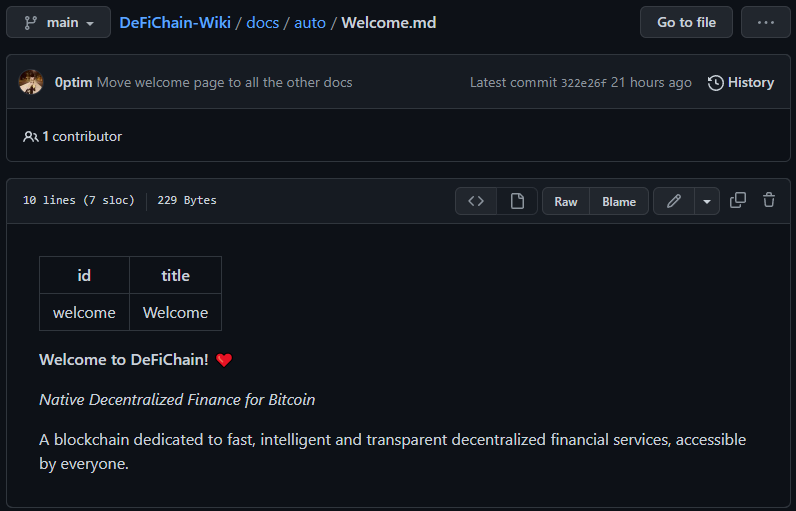 main DeFiChain-Wiki / docs / auto / Welcome.md Go to file ...
0ptim Move welcome page to all the other docs Latest commit 322e26f 21 hours ago History
1 contributor
10 lines (7 sloc) 229 Bytes <> Raw Blame
id title
welcome Welcome
Welcome to DeFiChain! ❤️
Native Decentralized Finance for Bitcoin
A blockchain dedicated to fast, intelligent and transparent decentralized financial services, accessible
by everyone.